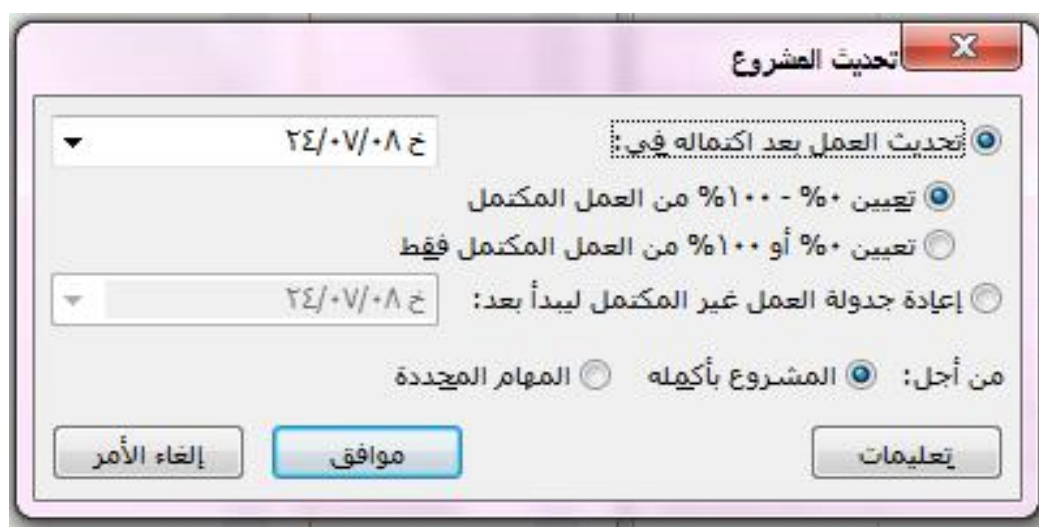 تحديث المشروع
تحديث العمل بعد اكتماله في: خ ٢٤/٠٧/٠٨
تعيين ٠% - ١٠٠% من العمل المكتمل
تعيين ٠% أو ١٠٠% من العمل المكتمل فقط
إعادة جدولة العمل غير المكتمل ليبدأ بعد: خ ٢٤/٠٧/٠٨
من أجل: المشروع بأكمله المهام المحددة
تعليمات موافق إلغاء الأمر